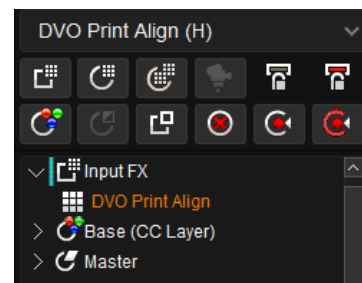 DVO Print Align (H)
Input FX
DVO Print Align
Base (CC Layer)
Master